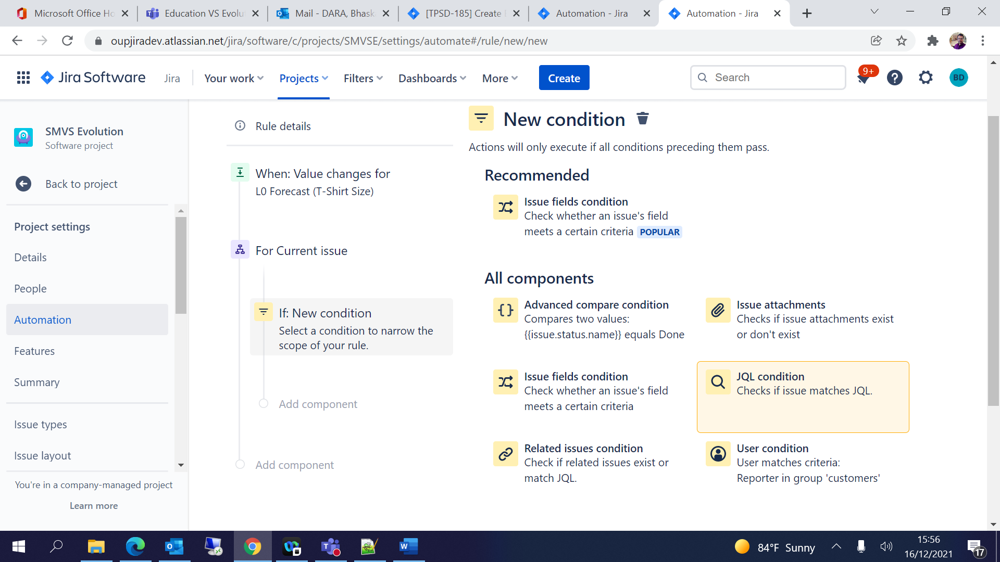 Microsoft Office Ho
Education VS Evolu
Mail - DARA, Bhask
[TPSD-185] Create
Automation - Jira
Automation - Jira
oupjiradev.atlassian.net/jira/software/c/projects/SMVSE/settings/automate#/rule/new/new
Jira Software
Jira
Your work
Projects
Filters
Dashboards
More
Create
Search
9+
BD
SMVS Evolution
Software project
Back to project
Project settings
Details
People
Automation
Features
Summary
Issue types
Issue layout
You're in a company-managed project
Learn more
Rule details
When: Value changes for
L0 Forecast (T-Shirt Size)
For Current issue
If: New condition
Select a condition to narrow the
scope of your rule.
Add component
Add component
New condition
Actions will only execute if all conditions preceding them pass.
Recommended
Issue fields condition
Check whether an issue's field
meets a certain criteria POPULAR
All components
Advanced compare condition
Compares two values:
{{issue.status.name}} equals Done
Issue attachments
Checks if issue attachments exist
or don't exist
Issue fields condition
Check whether an issue's field
meets a certain criteria
JQL condition
Checks if issue matches JQL.
Related issues condition
Check if related issues exist or
match JQL.
User condition
User matches criteria:
Reporter in group 'customers'
84°F Sunny
15:56
16/12/2021
17